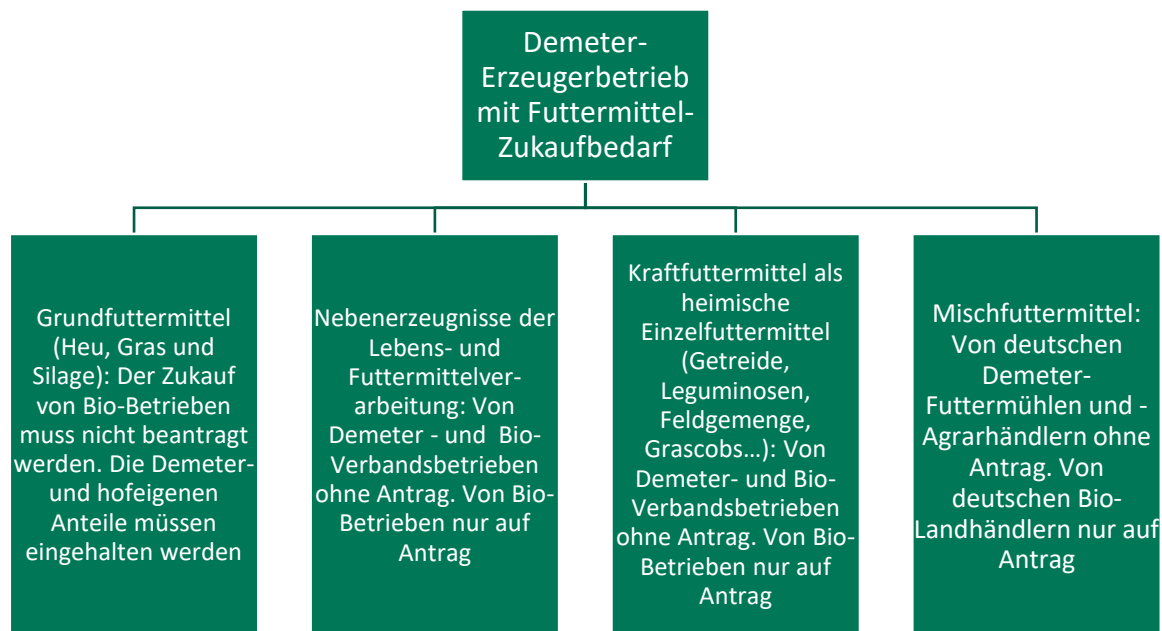 Demeter-
Erzeugerbetrieb
mit Futtermittel-
Zukaufbedarf
Grundfuttermittel
(Heu, Gras und
Silage): Der Zukauf
von Bio-Betrieben
muss nicht beantragt
werden. Die Demeter-
und hofeigenen
Anteile müssen
eingehalten werden
Nebenerzeugnisse der
Lebens- und
Futtermittelver-
arbeitung: Von
Demeter - und  Bio-
Verbandsbetrieben
ohne Antrag. Von Bio-
Betrieben nur auf
Antrag
Kraftfuttermittel als
heimische
Einzelfuttermittel
(Getreide,
Leguminosen,
Feldgemenge,
Grascobs…): Von
Demeter- und Bio-
Verbandsbetrieben
ohne Antrag. Von Bio-
Betrieben nur auf
Antrag
Mischfuttermittel:
Von deutschen
Demeter-
Futtermühlen und -
Agrarhändlern ohne
Antrag. Von
deutschen Bio-
Landhändlern nur auf
Antrag